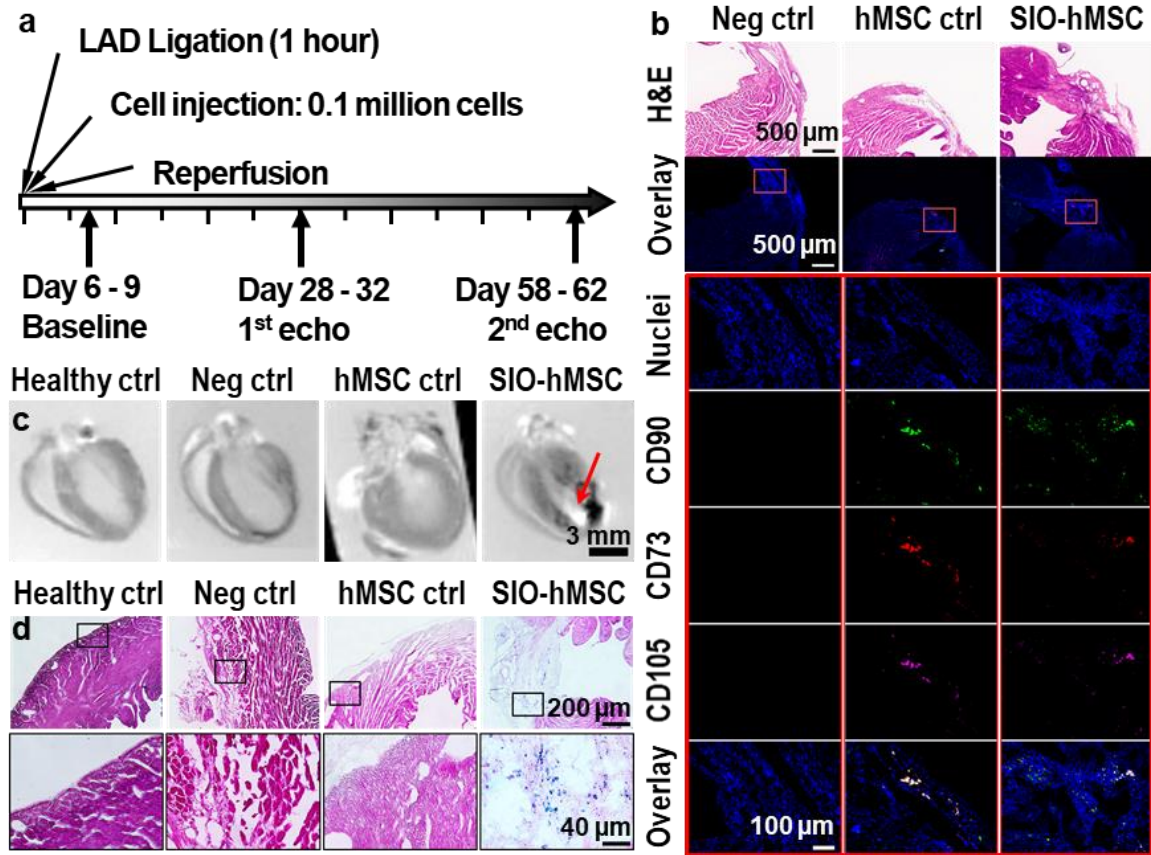 a
LAD Ligation (1 hour)
Cell injection: 0.1 million cells
Reperfusion
Day 6 - 9
Baseline
Day 28 - 32
1st echo
Day 58 - 62
2nd echo
b
Neg ctrl
hMSC ctrl
SIO-hMSC
H&E
500 µm
Overlay
500 µm
Nuclei
CD90
CD73
CD105
Overlay
100 µm
Healthy ctrl
Neg ctrl
hMSC ctrl
SIO-hMSC
c
3 mm
Healthy ctrl
Neg ctrl
hMSC ctrl
SIO-hMSC
d
200 µm
40 µm